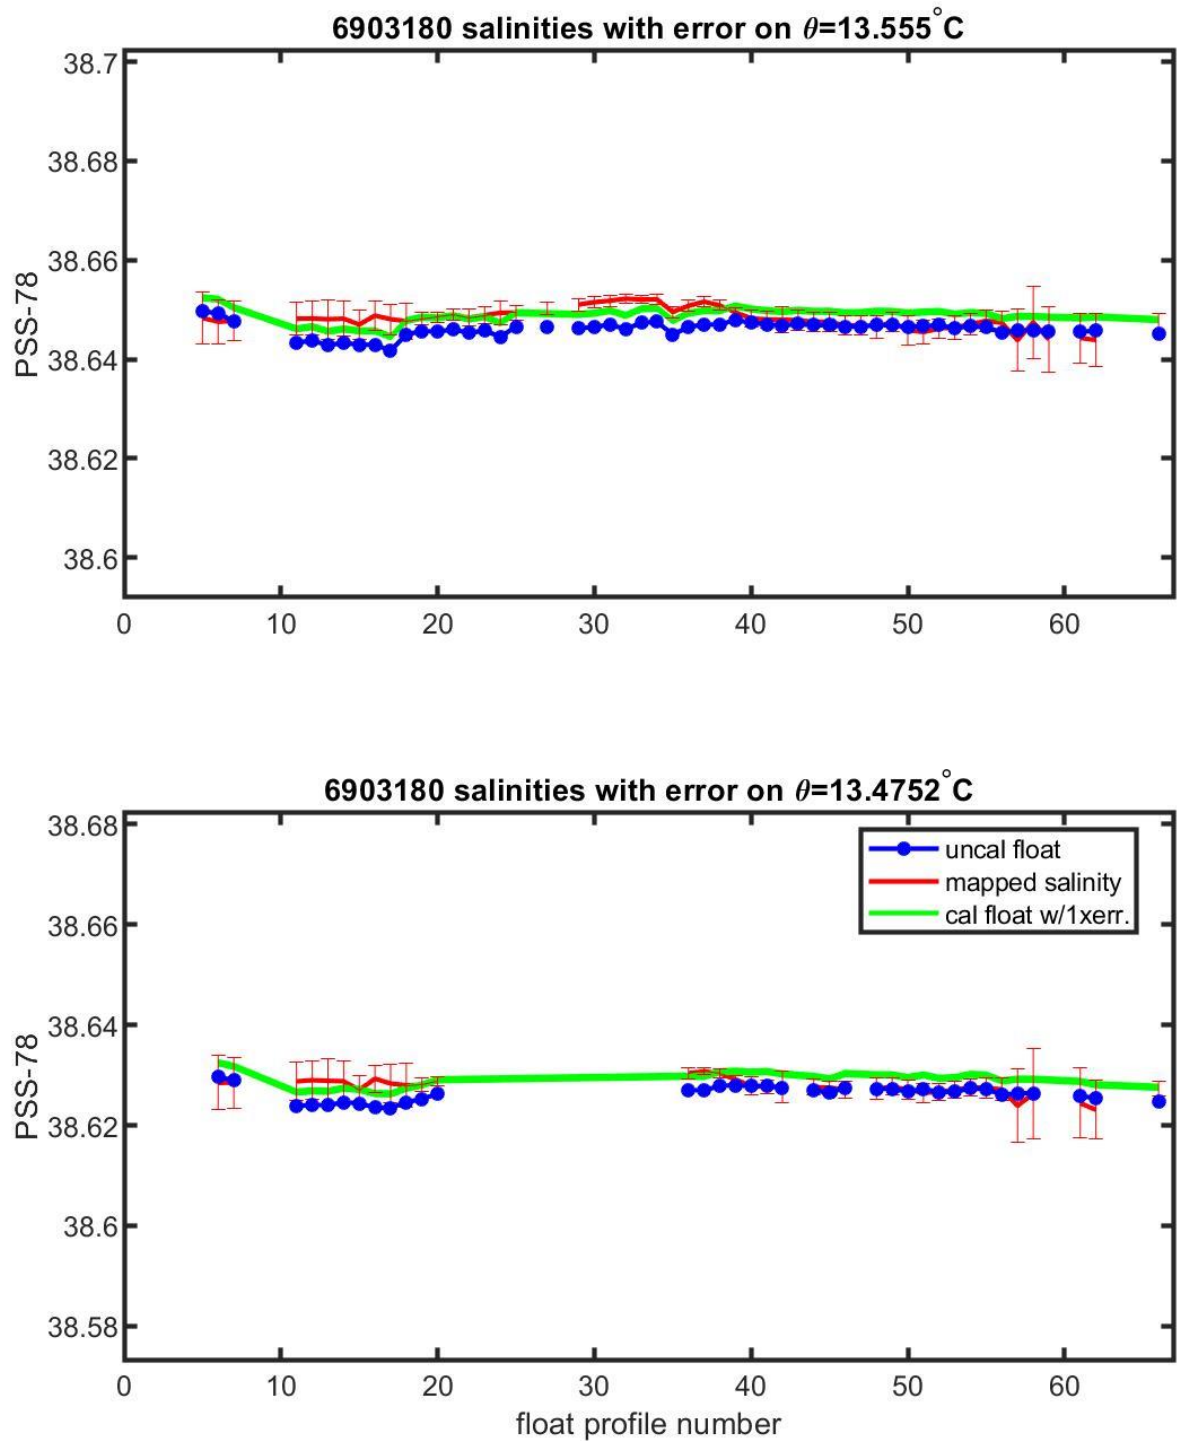 6903180 salinities with error on θ=13.555°C
38.7
38.68
38.66
38.64
38.62
38.6
PSS-78
0 10 20 30 40 50 60
6903180 salinities with error on θ=13.4752°C
38.68
38.66
38.64
38.62
38.6
38.58
PSS-78
uncal float
mapped salinity
cal float w/1xerr.
0 10 20 30 40 50 60
float profile number